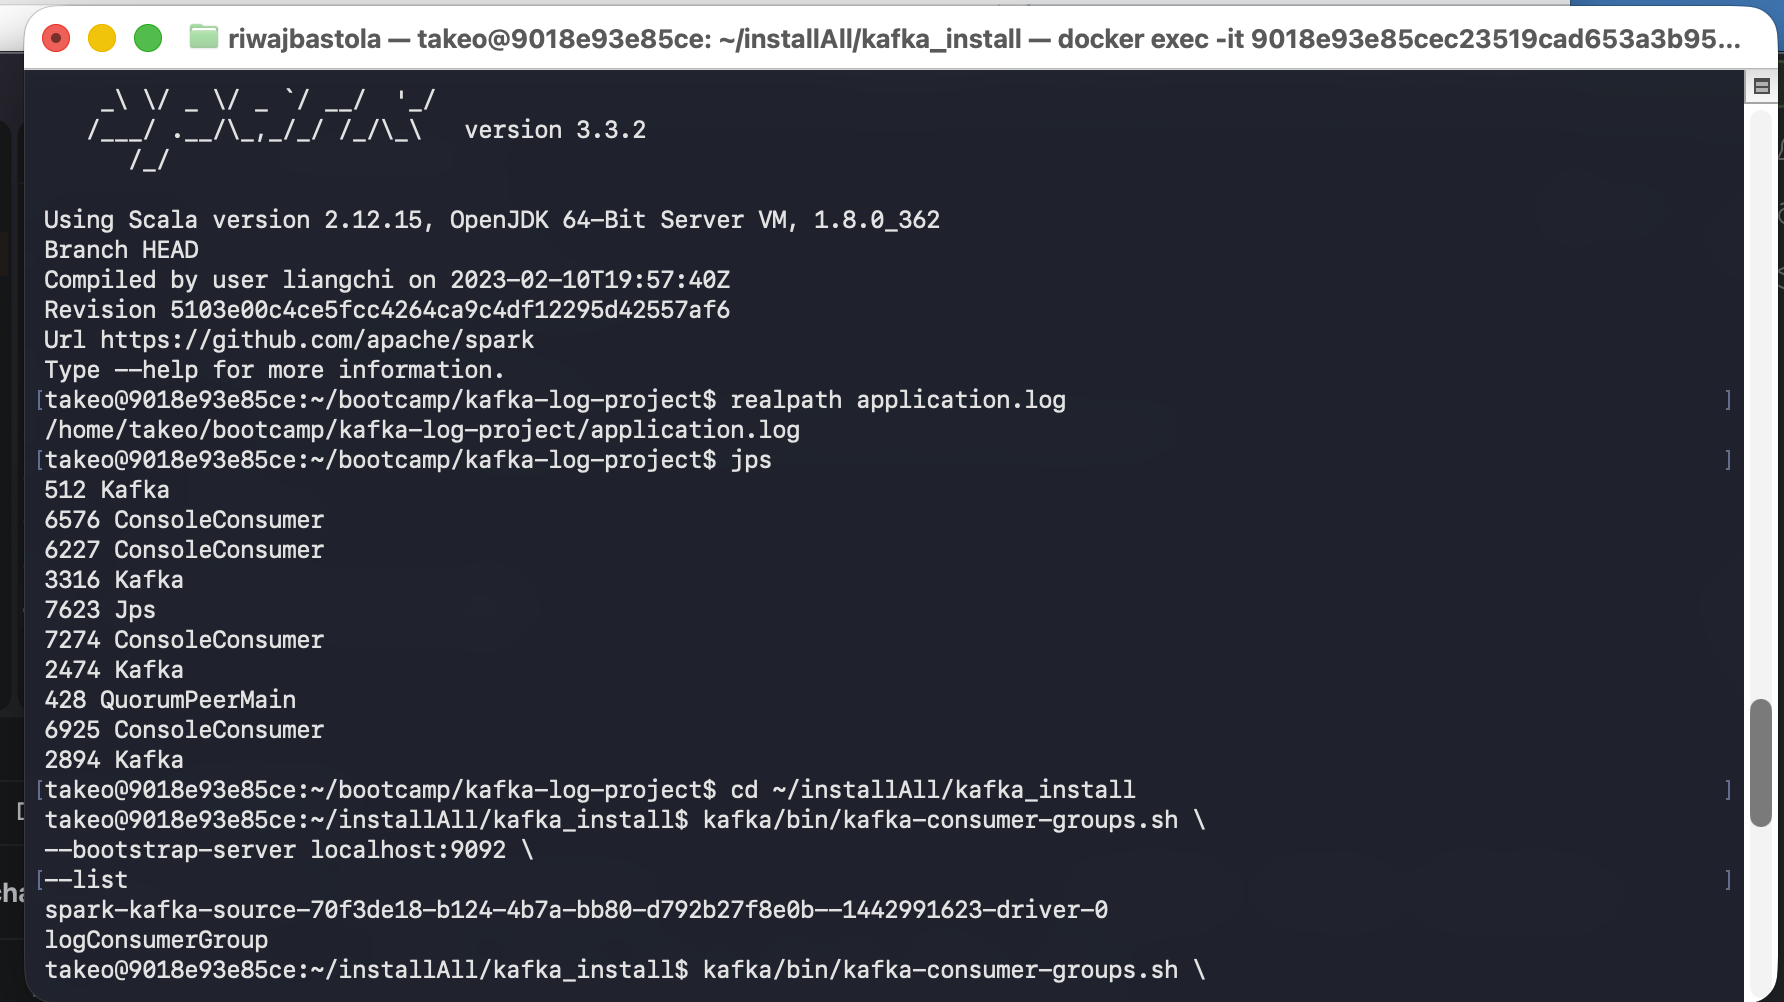 riwajbastola — takeo@9018e93e85ce: ~/installAll/kafka_install — docker exec -it 9018e93e85cec23519cad653a3b95...
   _\ \/ _ \/ _ `/ __/  '_/
  /___/ .__/\_,_/_/ /_/\_\   version 3.3.2
     /_/
Using Scala version 2.12.15, OpenJDK 64-Bit Server VM, 1.8.0_362
Branch HEAD
Compiled by user liangchi on 2023-02-10T19:57:40Z
Revision 5103e00c4ce5fcc4264ca9c4df12295d42557af6
Url https://github.com/apache/spark
Type --help for more information.
[takeo@9018e93e85ce:~/bootcamp/kafka-log-project$ realpath application.log ]
/home/takeo/bootcamp/kafka-log-project/application.log
[takeo@9018e93e85ce:~/bootcamp/kafka-log-project$ jps ]
512 Kafka
6576 ConsoleConsumer
6227 ConsoleConsumer
3316 Kafka
7623 Jps
7274 ConsoleConsumer
2474 Kafka
428 QuorumPeerMain
6925 ConsoleConsumer
2894 Kafka
[takeo@9018e93e85ce:~/bootcamp/kafka-log-project$ cd ~/installAll/kafka_install ]
takeo@9018e93e85ce:~/installAll/kafka_install$ kafka/bin/kafka-consumer-groups.sh \
--bootstrap-server localhost:9092 \
[--list ]
spark-kafka-source-70f3de18-b124-4b7a-bb80-d792b27f8e0b--1442991623-driver-0
logConsumerGroup
takeo@9018e93e85ce:~/installAll/kafka_install$ kafka/bin/kafka-consumer-groups.sh \